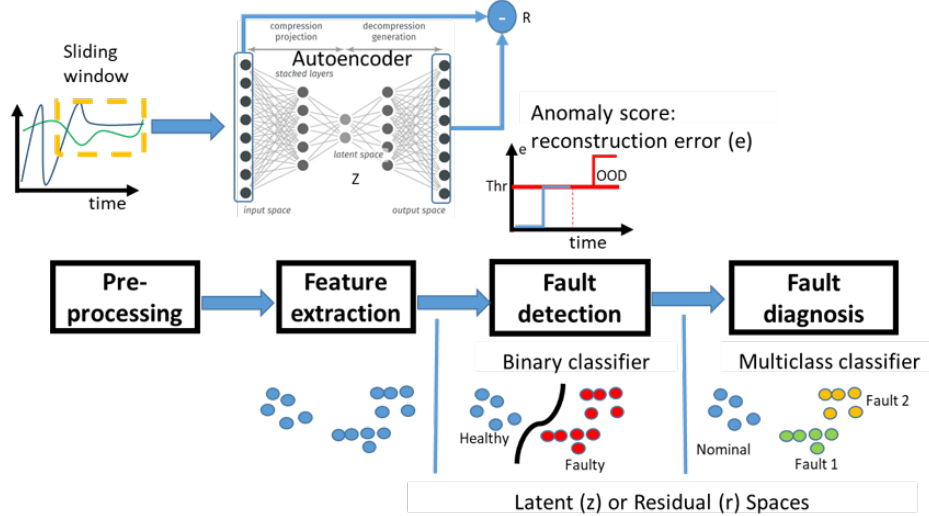 compression
projection
decompression
generation
-
R
Sliding
window
Autoencoder
stacked layers
latent space
Z
input space
output space
time
Anomaly score:
reconstruction error (e)
e
Thr
OOD
time
Pre-
processing
Feature
extraction
Fault
detection
Fault
diagnosis
Binary classifier
Multiclass classifier
Healthy
Faulty
Nominal
Fault 2
Fault 1
Latent (z) or Residual (r) Spaces